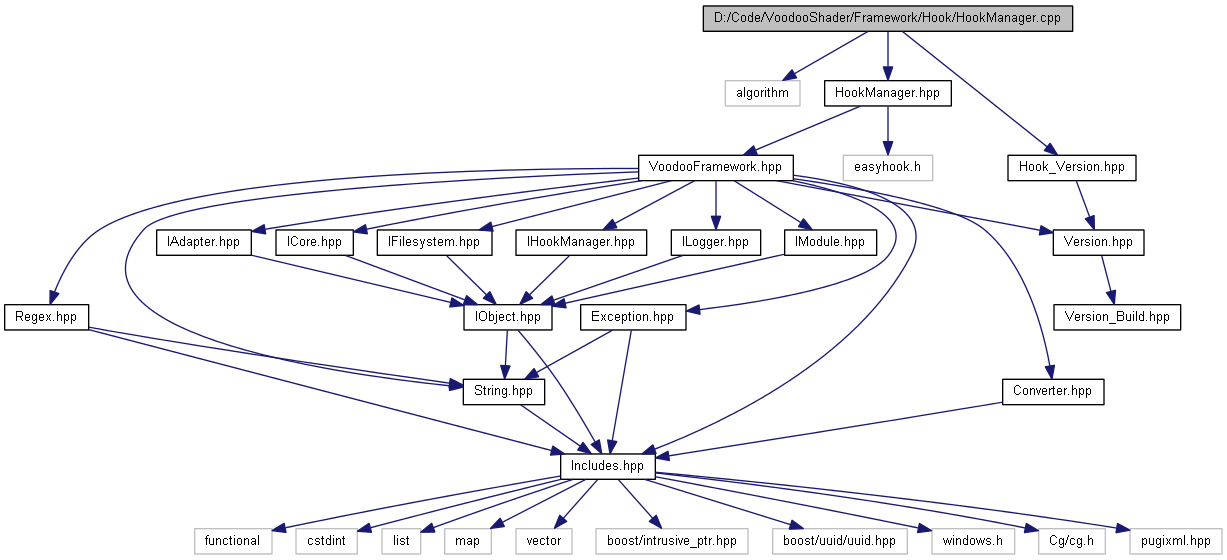 D:/Code/VoodooShader/Framework/Hook/HookManager.cpp
algorithm
HookManager.hpp
VoodooFramework.hpp
easyhook.h
Hook_Version.hpp
IAdapter.hpp
ICore.hpp
IFilesystem.hpp
IHookManager.hpp
ILogger.hpp
IModule.hpp
Version.hpp
Regex.hpp
IObject.hpp
Exception.hpp
Version_Build.hpp
String.hpp
Converter.hpp
Includes.hpp
functional
cstdint
list
map
vector
boost/intrusive_ptr.hpp
boost/uuid/uuid.hpp
windows.h
Cg/cg.h
pugixml.hpp